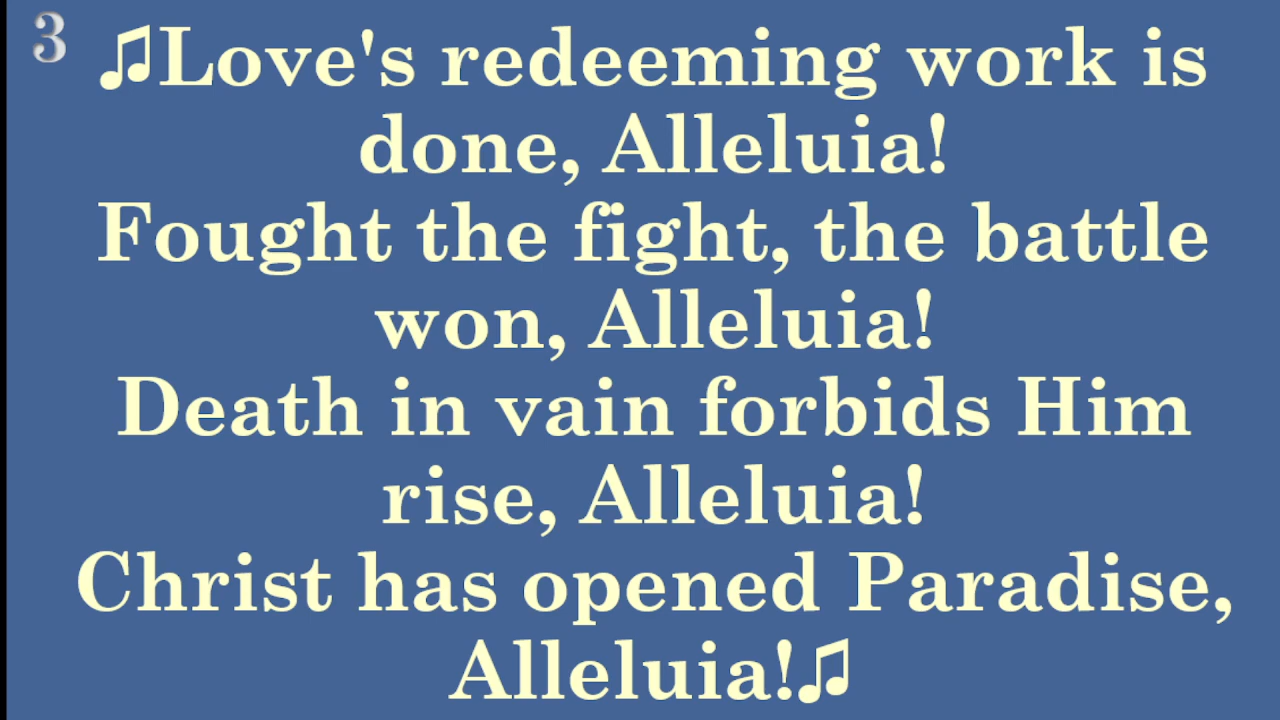 3
♫Love's redeeming work is
done, Alleluia!
Fought the fight, the battle
won, Alleluia!
Death in vain forbids Him
rise, Alleluia!
Christ has opened Paradise,
Alleluia!♫